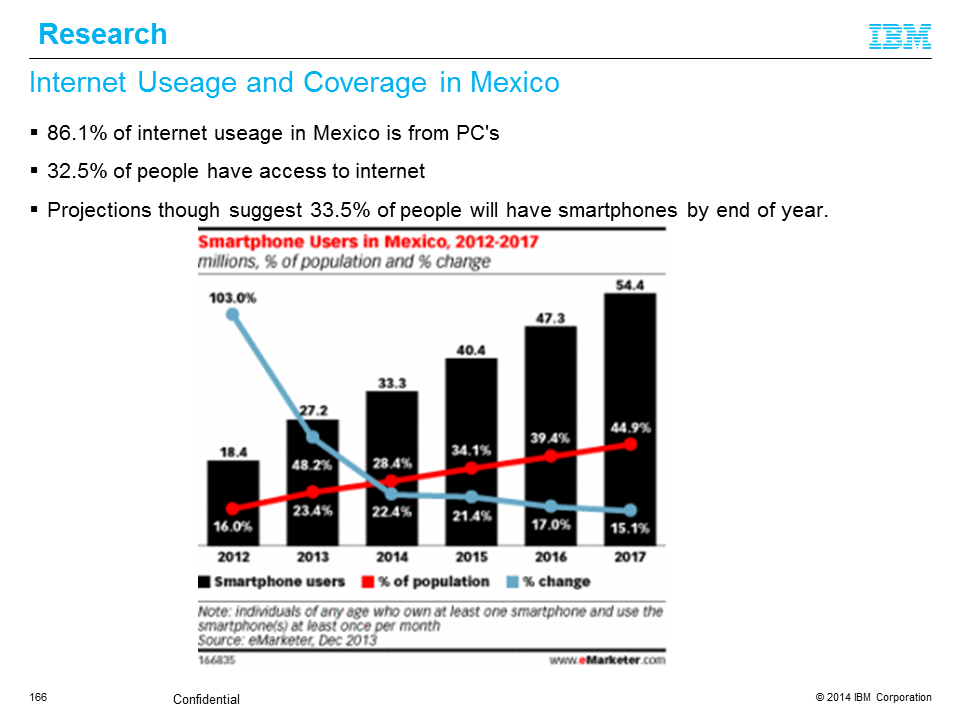 Research
IBM
Internet Useage and Coverage in Mexico
▪ 86.1% of internet useage in Mexico is from PC's
▪ 32.5% of people have access to internet
▪ Projections though suggest 33.5% of people will have smartphones by end of year.
Smartphone Users in Mexico, 2012-2017
millions, % of population and % change
103.0%
18.4
27.2
33.3
40.4
47.3
54.4
48.2%
28.4%
34.1%
39.4%
44.9%
16.0%
23.4%
22.4%
21.4%
17.0%
15.1%
2012 2013 2014 2015 2016 2017
Smartphone users % of population % change
Note: individuals of any age who own at least one smartphone and use the
smartphone(s) at least once per month
Source: eMarketer, Dec 2013
166835 www.eMarketer.com
166 Confidential © 2014 IBM Corporation